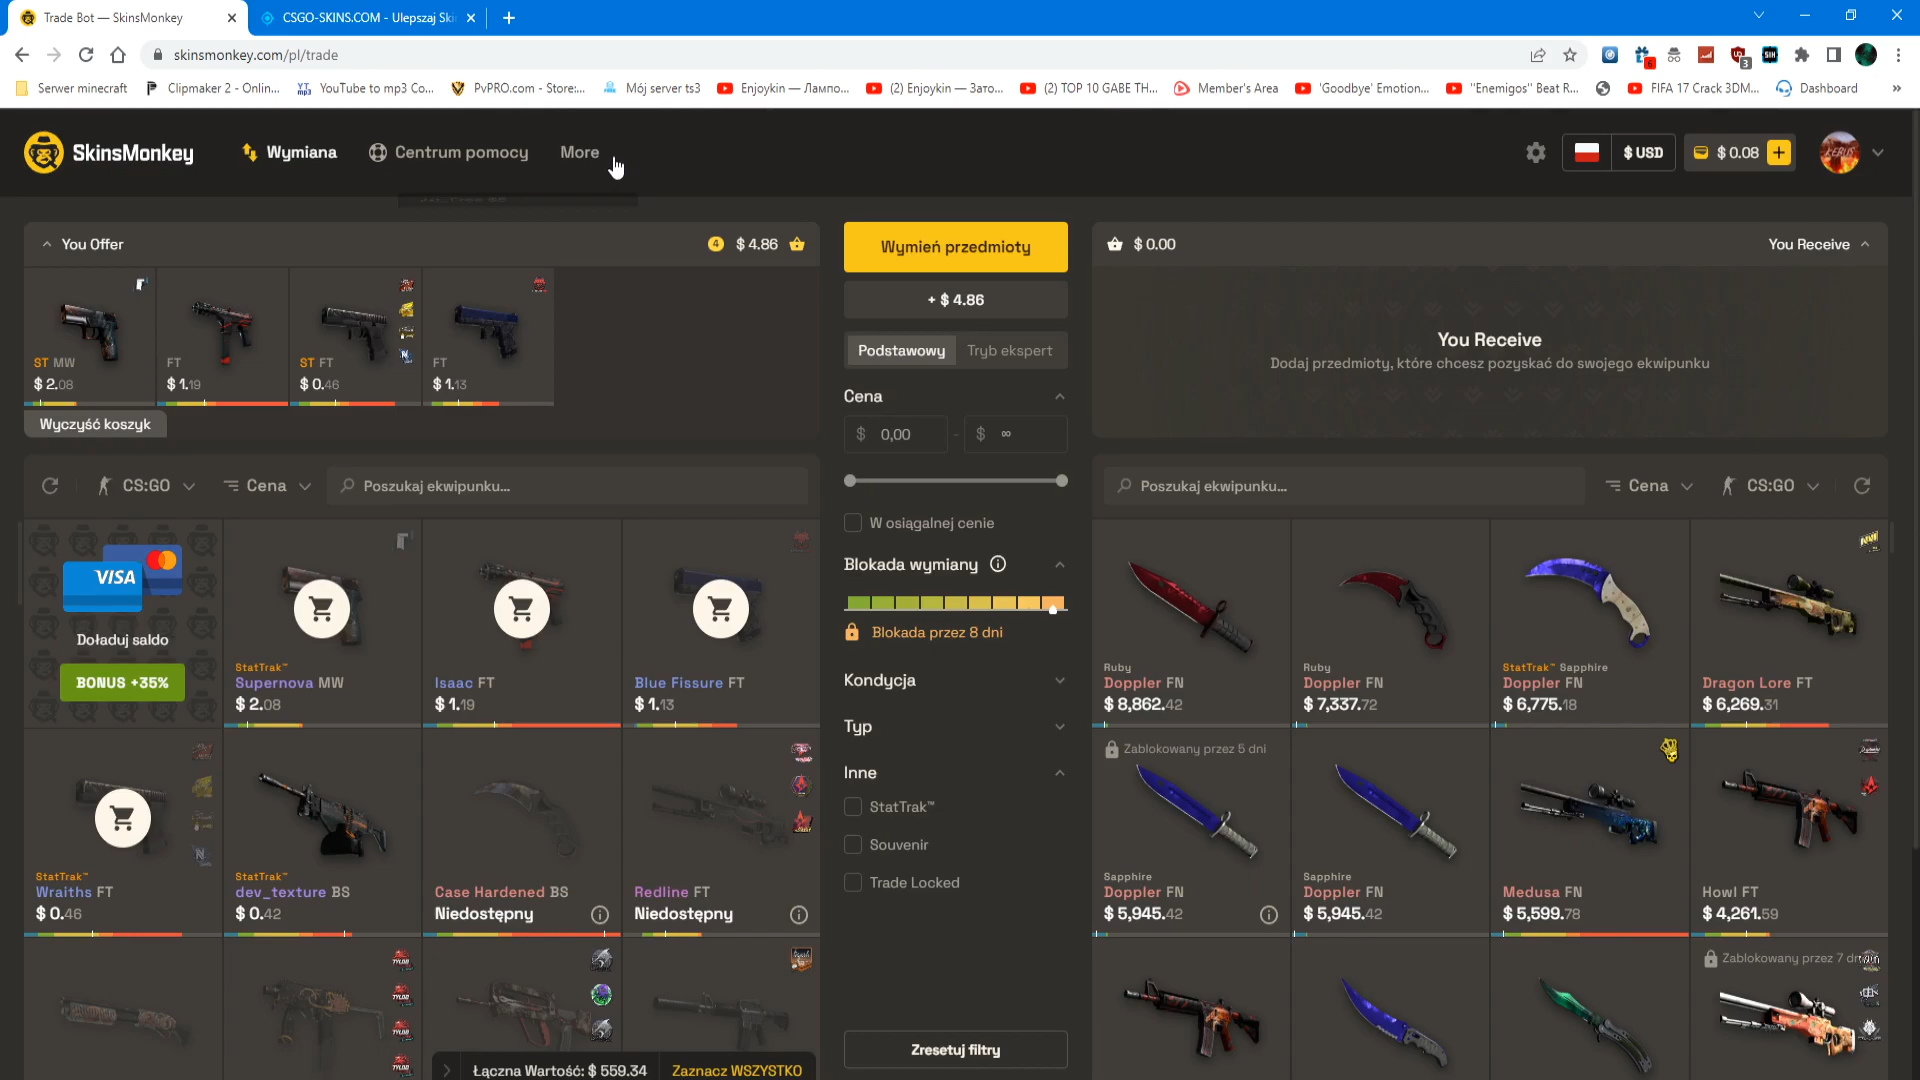 Trade Bot — SkinsMonkey
CSGO-SKINS.COM - Ulepszaj Ski
skinsmonkey.com/pl/trade
6
3
SIH
Serwer minecraft
Clipmaker 2 - Onlin...
YouTube to mp3 Co...
PvPRO.com - Store:...
Mój server ts3
Enjoykin — Лампо...
(2) Enjoykin — Зато...
(2) TOP 10 GABE TH...
Member's Area
'Goodbye' Emotion...
"Enemigos" Beat R...
FIFA 17 Crack 3DM...
Dashboard
»
SkinsMonkey
Wymiana
Centrum pomocy
More
$ USD
$ 0.08
You Offer
4
$ 4.86
Wymień przedmioty
$ 0.00
You Receive
+ $ 4.86
ST MW
$ 2.08
FT
$ 1.19
ST FT
$ 0.46
FT
$ 1.13
Wyczyść koszyk
Podstawowy
Tryb ekspert
You Receive
Dodaj przedmioty, które chcesz pozyskać do swojego ekwipunku
Cena
$ 0,00
-
$ ∞
CS:GO
Cena
Poszukaj ekwipunku...
Poszukaj ekwipunku...
Cena
CS:GO
W osiągalnej cenie
Blokada wymiany
Blokada przez 8 dni
Kondycja
Typ
Inne
StatTrak™
Souvenir
Trade Locked
Zresetuj filtry
VISA
Doładuj saldo
BONUS +35%
StatTrak™
Supernova MW
$ 2.08
Isaac FT
$ 1.19
Blue Fissure FT
$ 1.13
StatTrak™
Wraiths FT
$ 0.46
StatTrak™
dev_texture BS
$ 0.42
Case Hardened BS
Niedostępny
Redline FT
Niedostępny
TYLOO
TYLOO
TYLOO
TYLOO
Łączna Wartość: $ 559.34
Zaznacz WSZYSTKO
Ruby
Doppler FN
$ 8,862.42
Ruby
Doppler FN
$ 7,337.72
StatTrak™ Sapphire
Doppler FN
$ 6,775.18
Dragon Lore FT
$ 6,269.31
Zablokowany przez 5 dni
Sapphire
Doppler FN
$ 5,945.42
Sapphire
Doppler FN
$ 5,945.42
Medusa FN
$ 5,599.78
Howl FT
$ 4,261.59
Zablokowany przez 7 dni